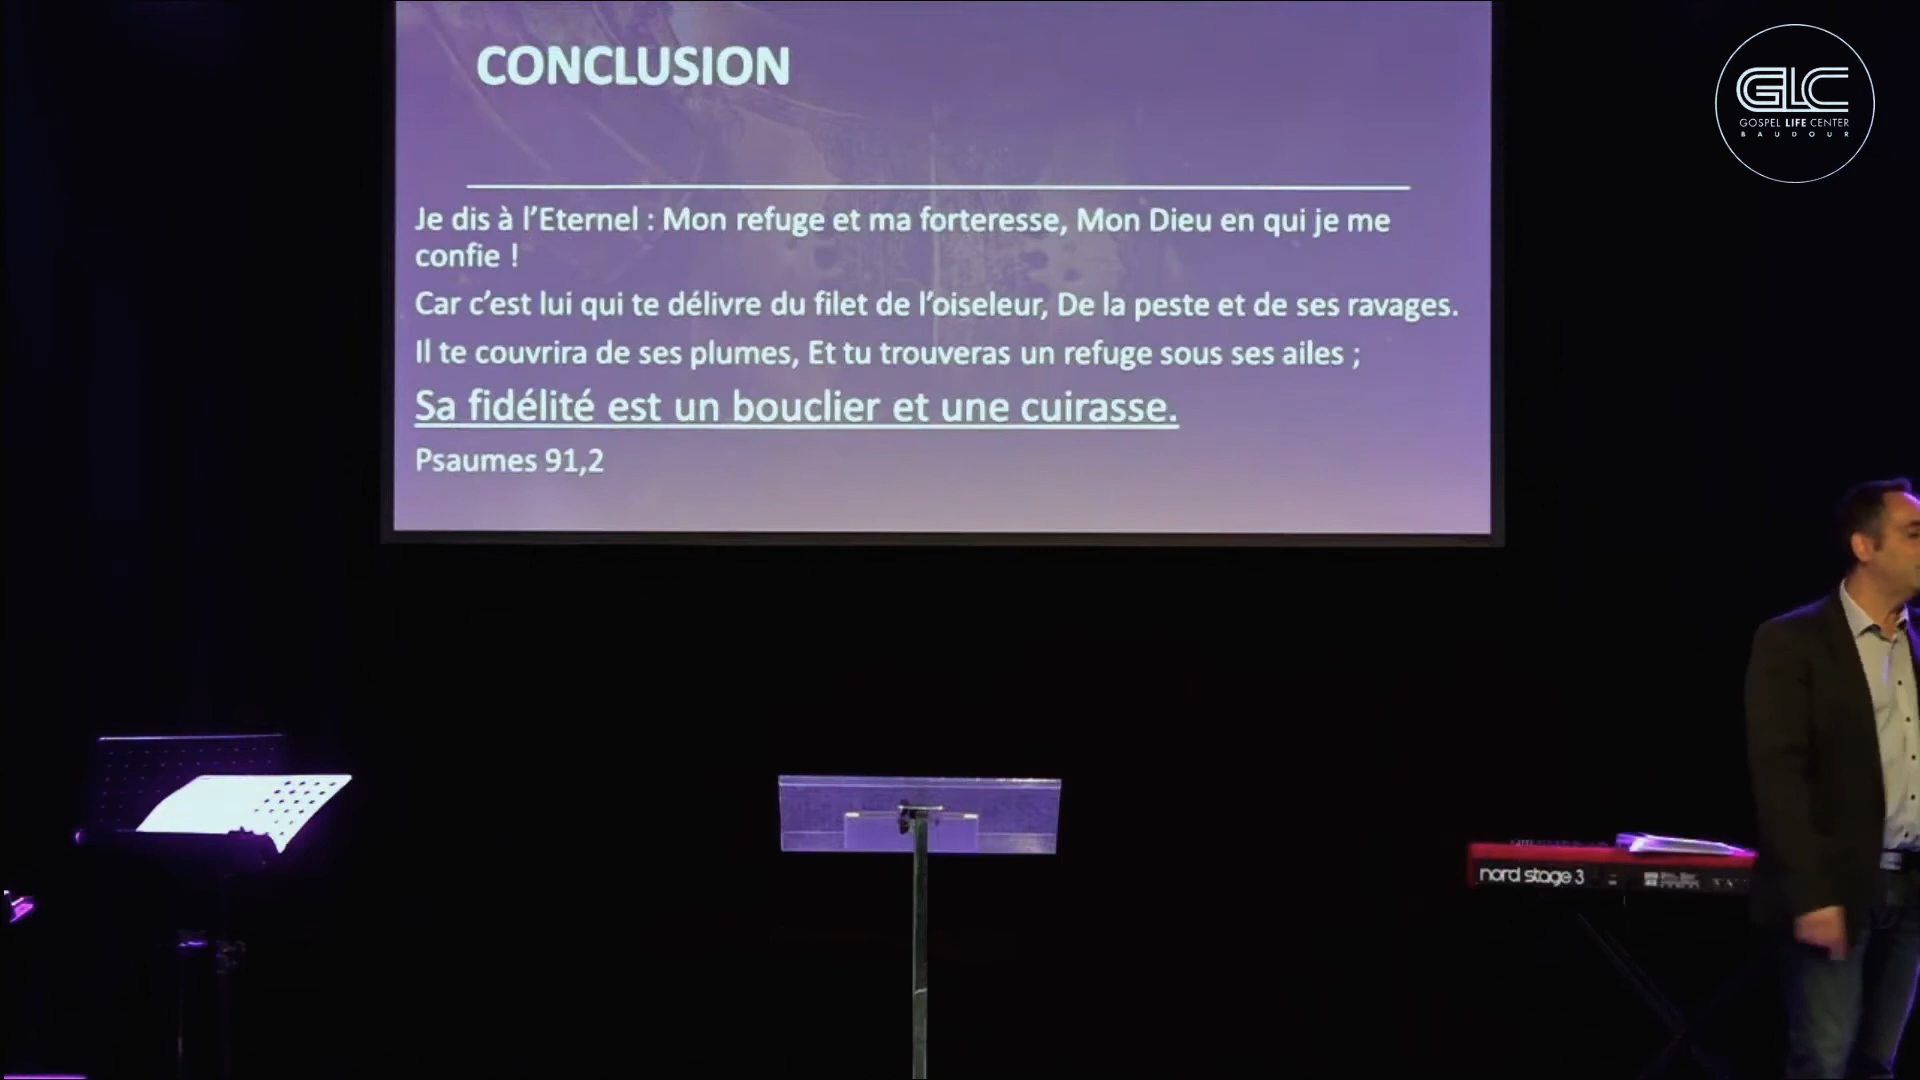 CONCLUSION
Je dis à l’Eternel : Mon refuge et ma forteresse, Mon Dieu en qui je me
confie !
Car c’est lui qui te délivre du filet de l’oiseleur, De la peste et de ses ravages.
Il te couvrira de ses plumes, Et tu trouveras un refuge sous ses ailes ;
Sa fidélité est un bouclier et une cuirasse.
Psaumes 91,2
GLC
GOSPEL LIFE CENTER
BAUDOUR
nord stage 3